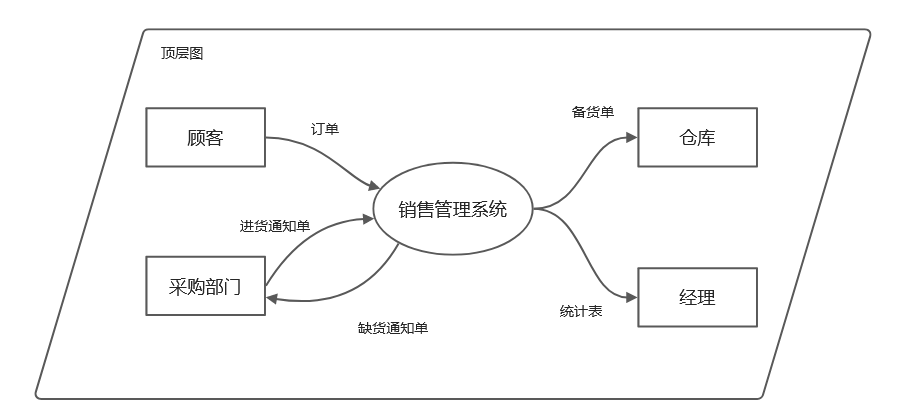 顶层图
顾客
订单
备货单
仓库
销售管理系统
进货通知单
采购部门
缺货通知单
统计表
经理